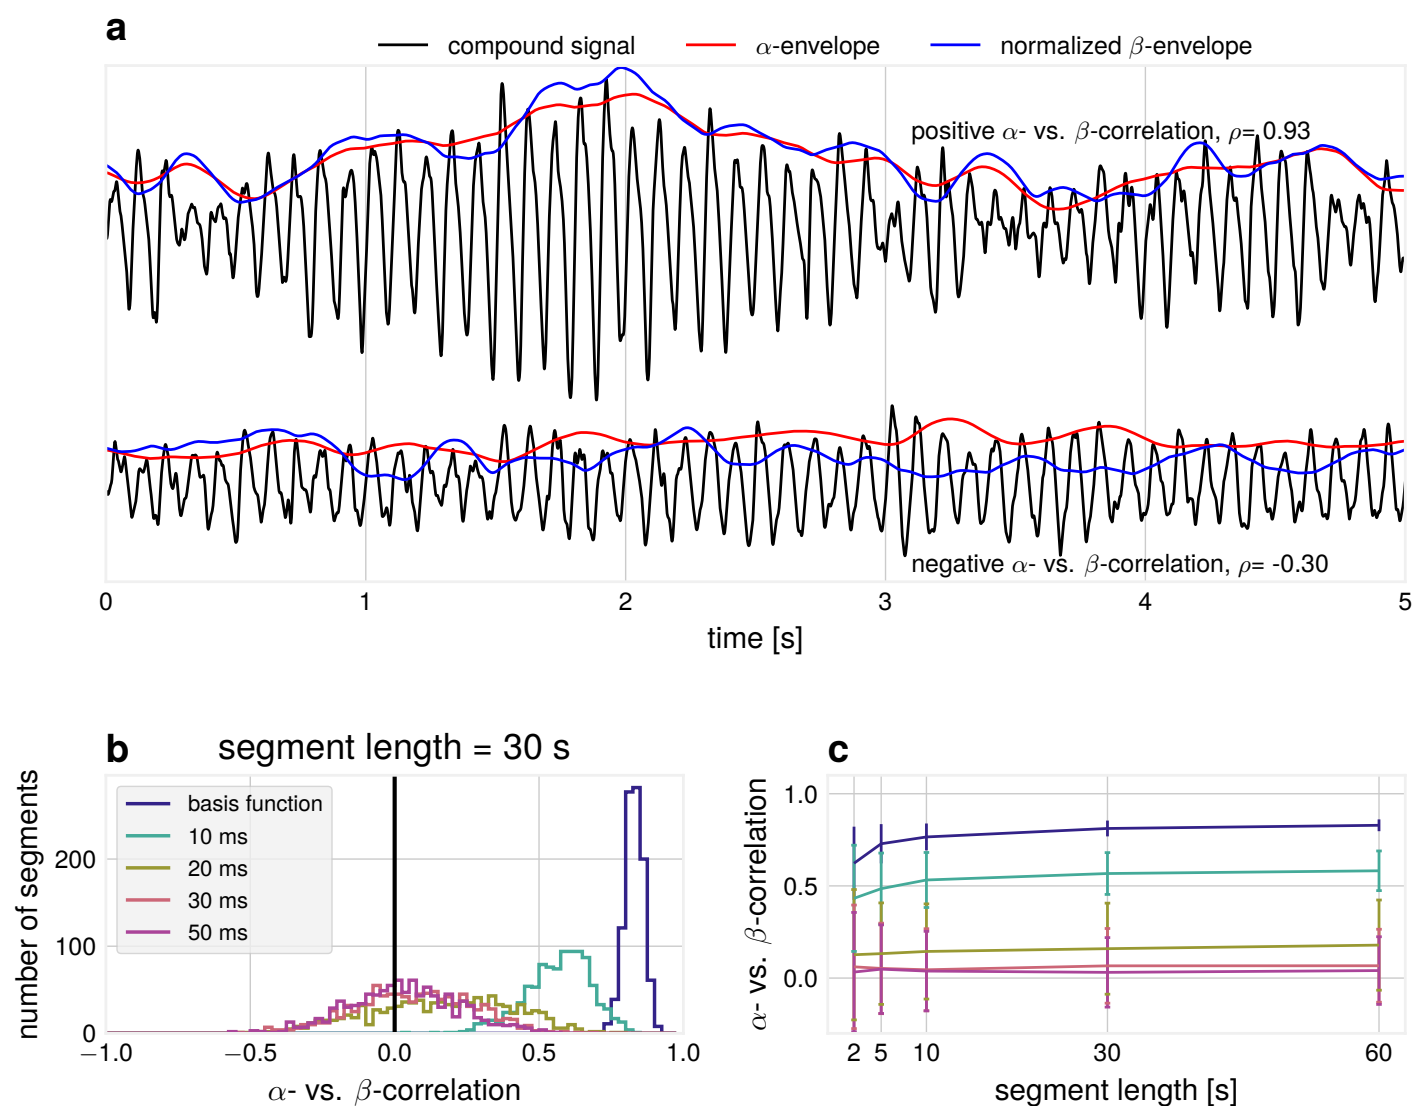 a
compound signal α-envelope normalized β-envelope
positive α- vs. β-correlation, ρ= 0.93
negative α- vs. β-correlation, ρ= -0.30
0 1 2 3 4 5
time [s]
b segment length = 30 s
number of segments
200
100
0
basis function
10 ms
20 ms
30 ms
50 ms
−1.0 −0.5 0.0 0.5 1.0
α- vs. β-correlation
c
α- vs. β-correlation
1.0
0.5
0.0
2 5 10 30 60
segment length [s]